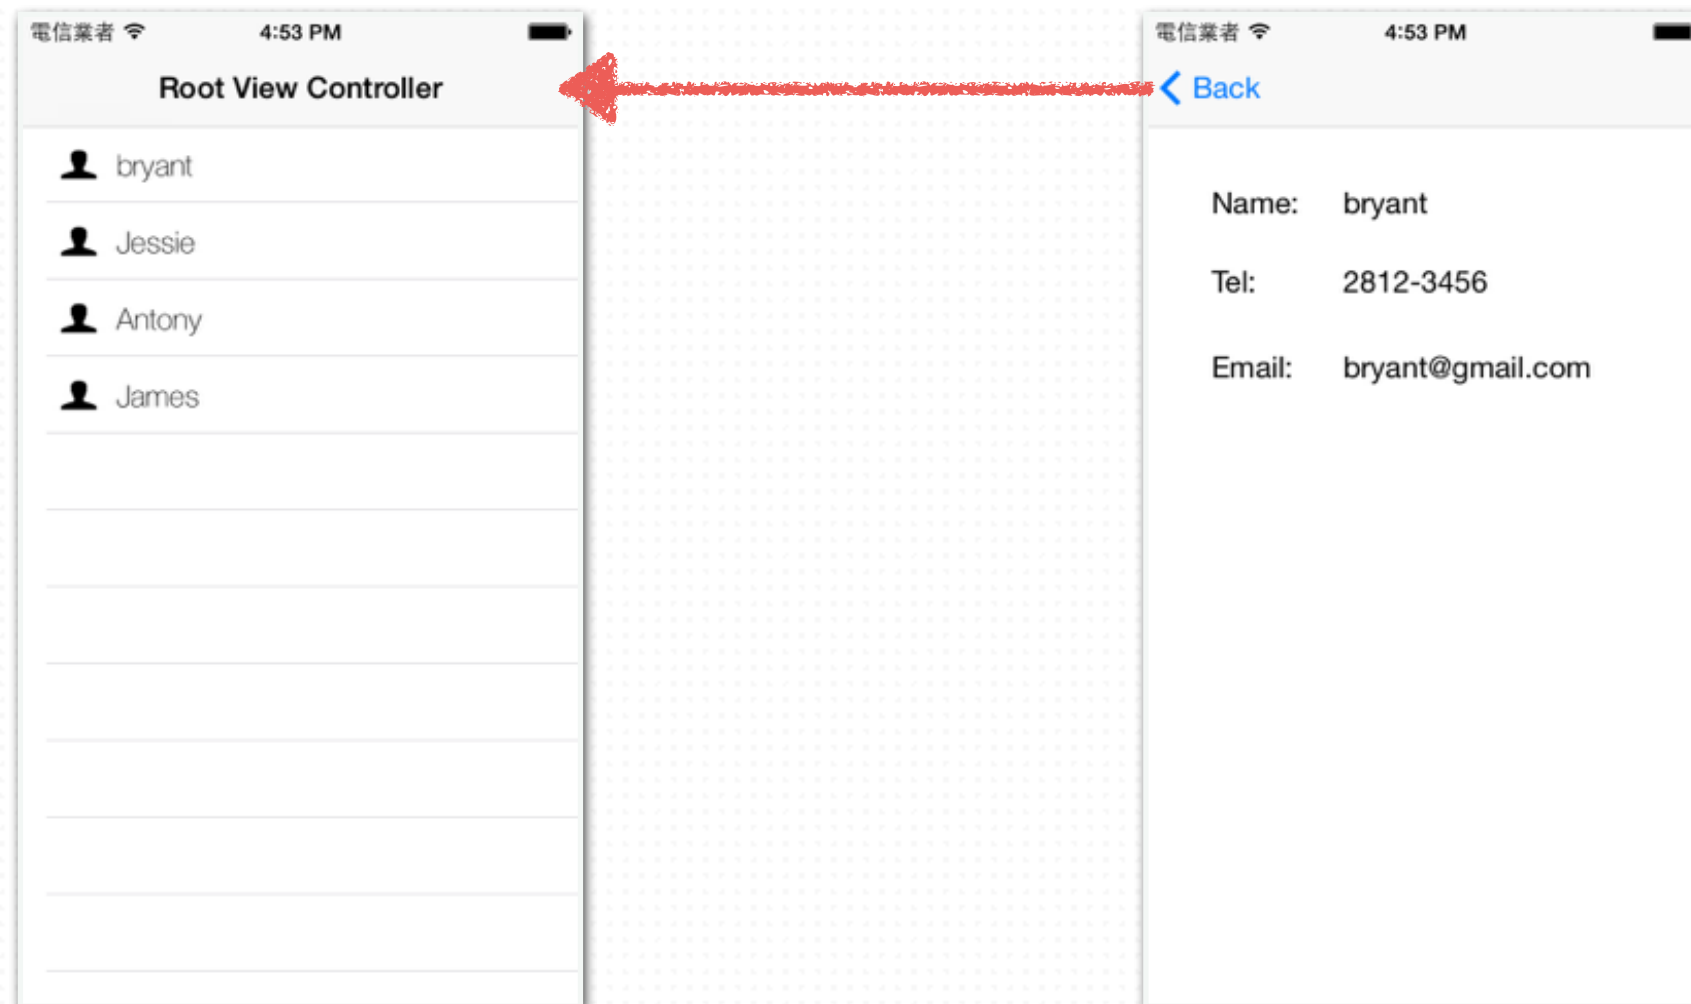 電信業者 4:53 PM
Root View Controller
bryant
Jessie
Antony
James
電信業者 4:53 PM
Back
Name: bryant
Tel: 2812-3456
Email: bryant@gmail.com